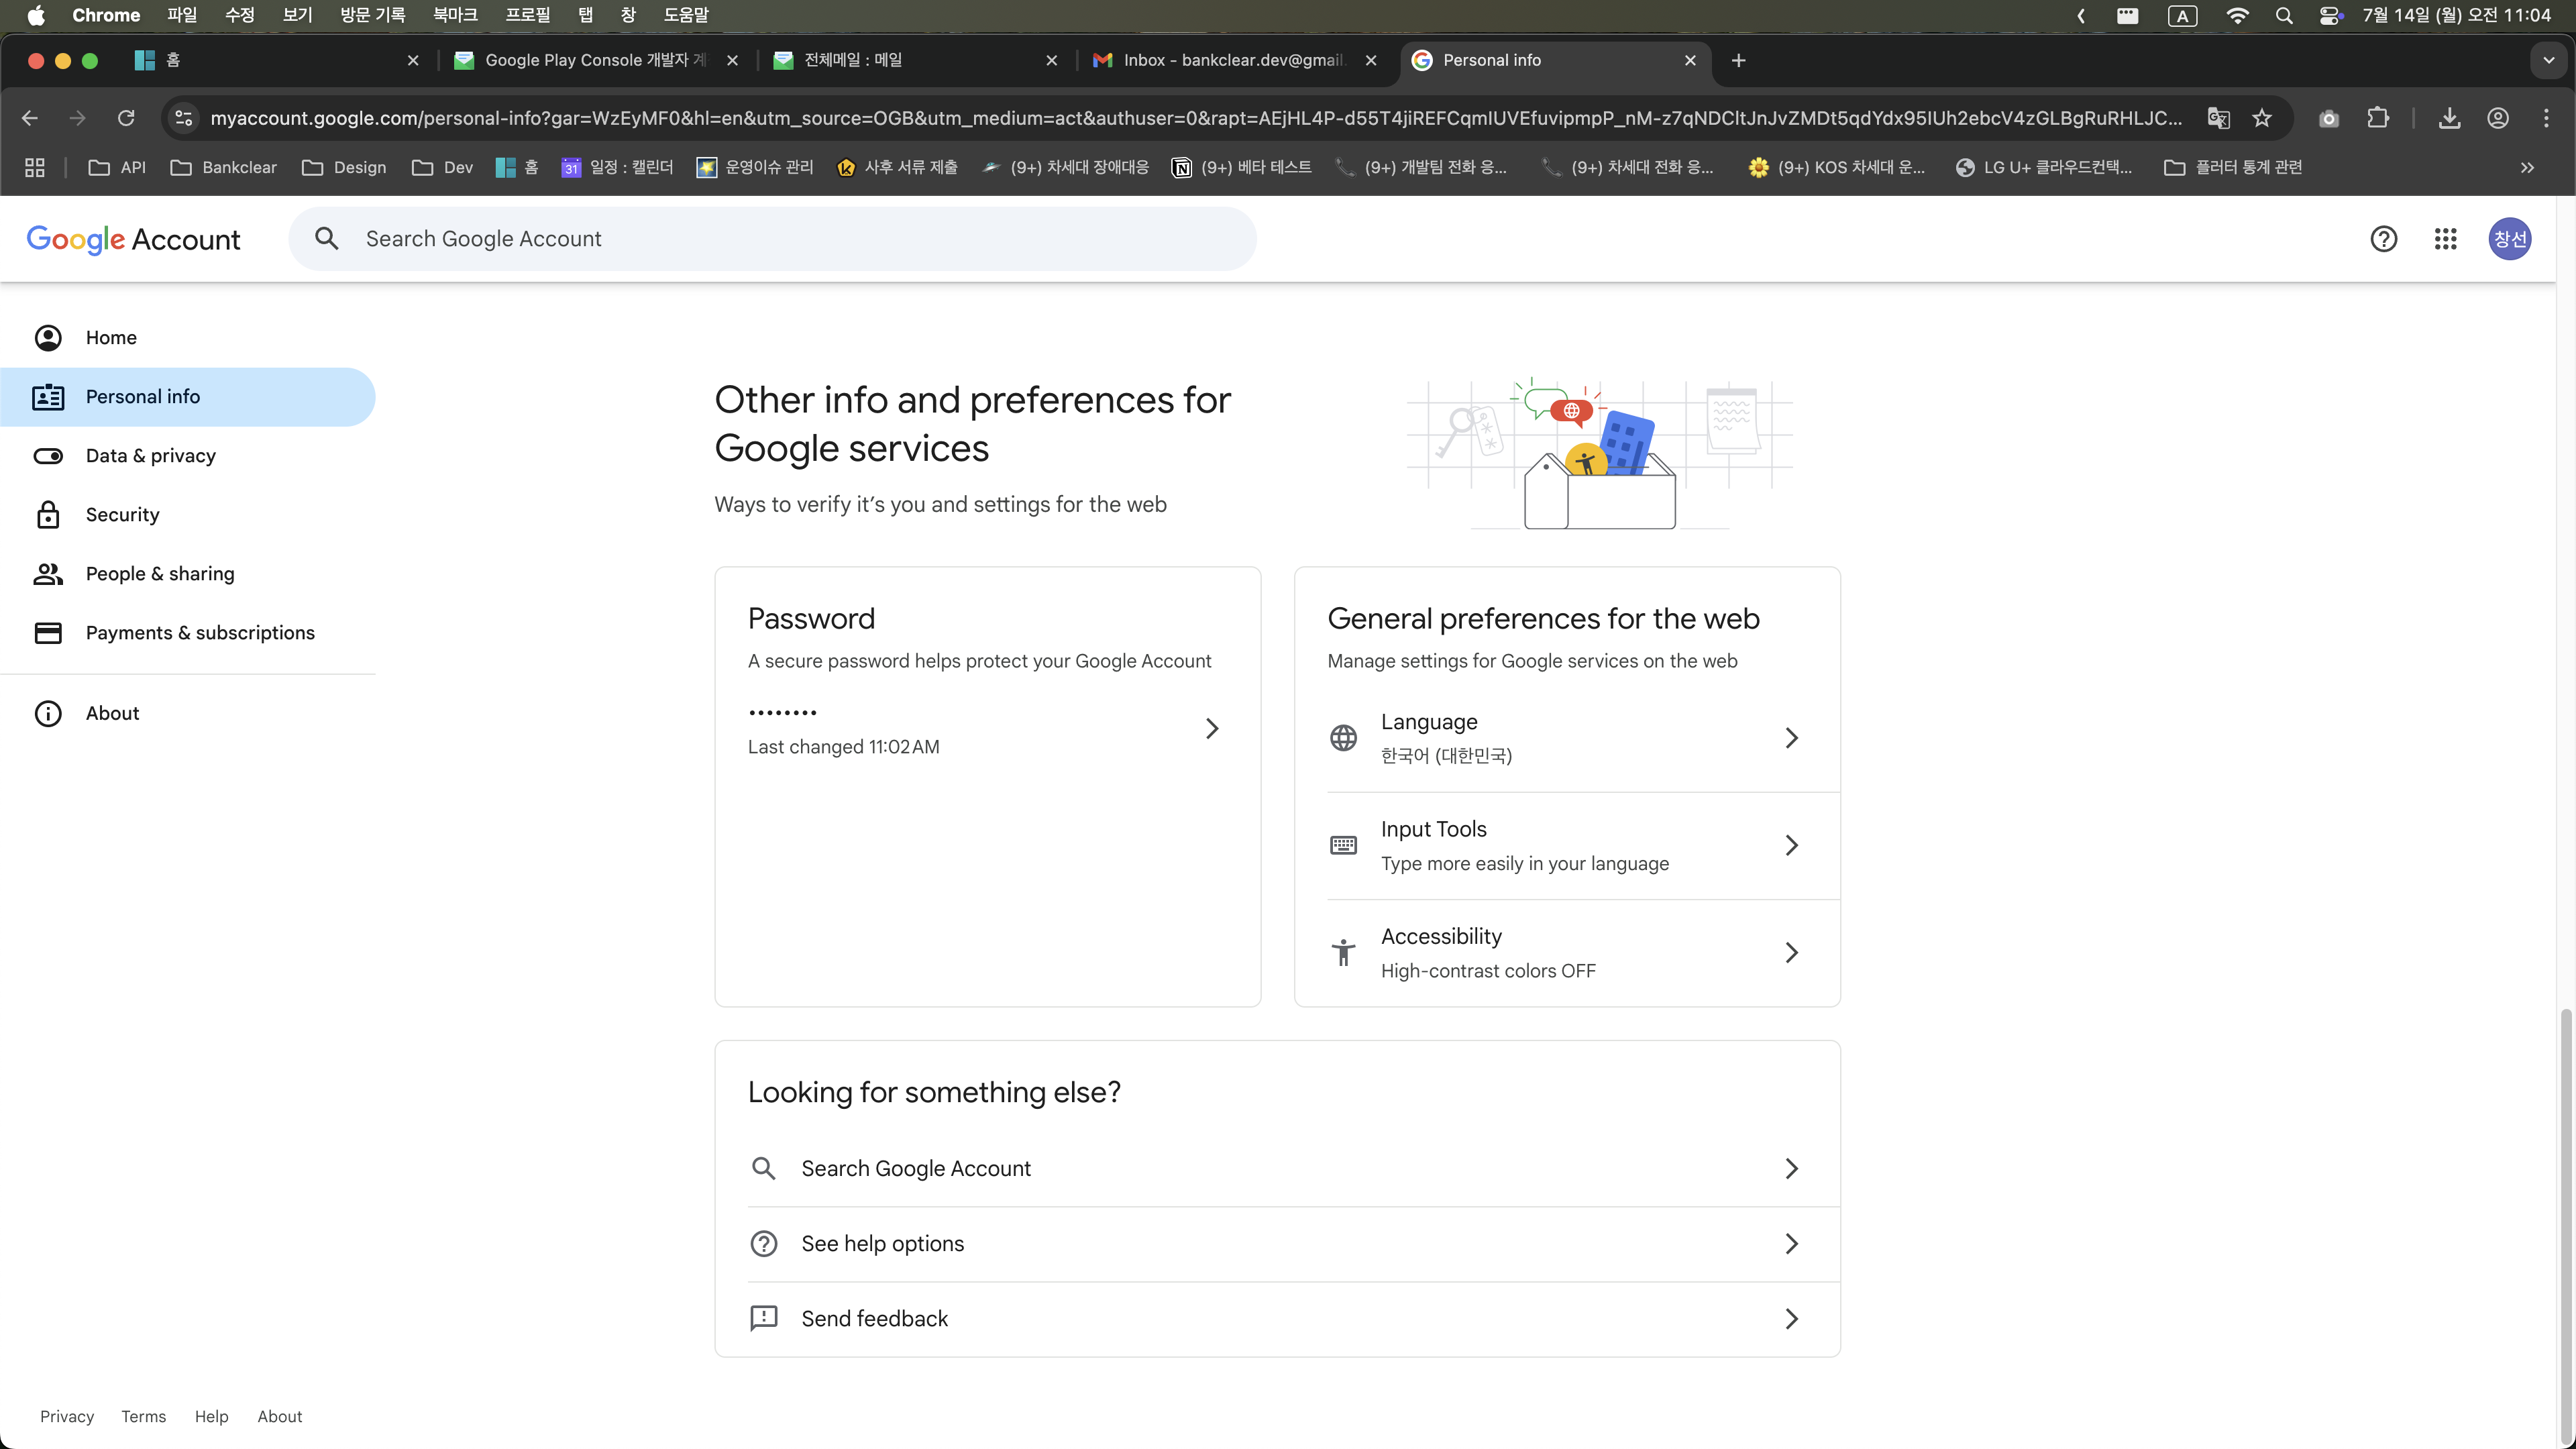 Chrome 파일 수정 보기 방문 기록 북마크 프로필 탭 창 도움말 A 7월 14일 (월) 오전 11:04
홈 Google Play Console 개발자 계 전체메일 : 메일 Inbox - bankclear.dev@gmail. Personal info
myaccount.google.com/personal-info?gar=WzEyMF0&hl=en&utm_source=OGB&utm_medium=act&authuser=0&rapt=AEjHL4P-d55T4jiREFCqmIUVEfuvipmpP_nM-z7qNDCltJnJvZMDt5qdYdx95IUh2ebcV4zGLBgRuRHLJC...
API Bankclear Design Dev 홈 31 일정 : 캘린더 운영이슈 관리 사후 서류 제출 (9+) 차세대 장애대응 (9+) 베타 테스트 (9+) 개발팀 전화 응... (9+) 차세대 전화 응... (9+) KOS 차세대 운... LG U+ 클라우드컨택... 플러터 통계 관련
Google Account
Search Google Account
창선
Home
Personal info
Data & privacy
Security
People & sharing
Payments & subscriptions
About
Other info and preferences for
Google services
Ways to verify it’s you and settings for the web
Password
A secure password helps protect your Google Account
••••••••
Last changed 11:02 AM
General preferences for the web
Manage settings for Google services on the web
Language
한국어 (대한민국)
Input Tools
Type more easily in your language
Accessibility
High-contrast colors OFF
Looking for something else?
Search Google Account
See help options
Send feedback
Privacy Terms Help About